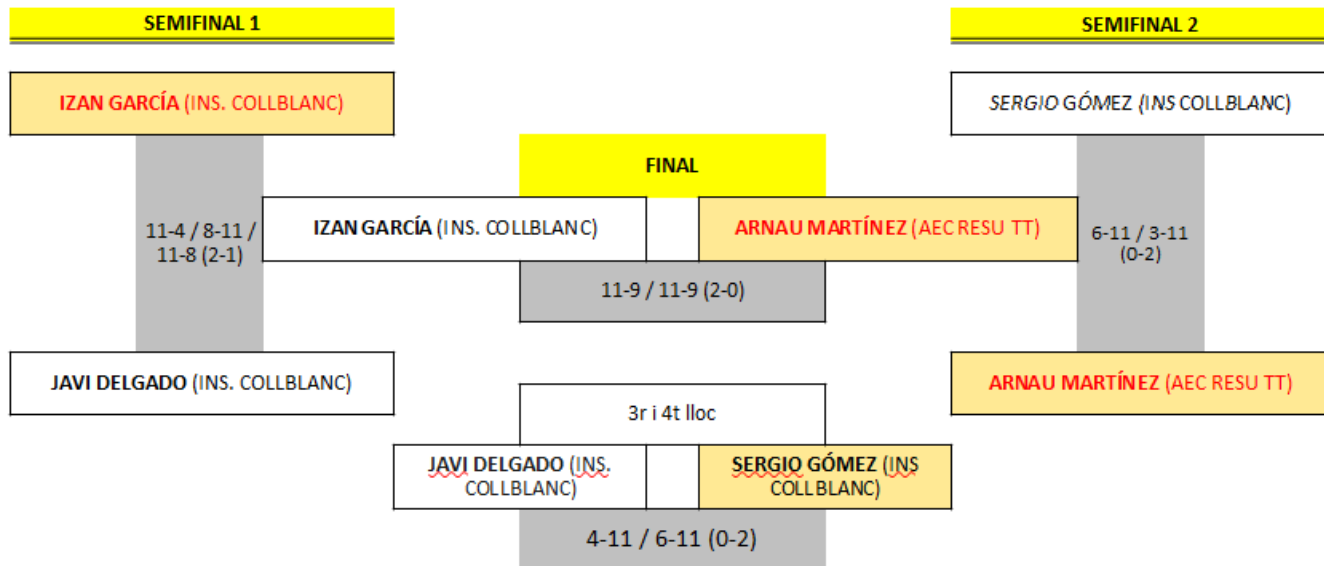 SEMIFINAL 1
SEMIFINAL 2
IZAN GARCÍA (INS. COLLBLANC)
SERGIO GÓMEZ (INS COLLBLANC)
FINAL
11-4 / 8-11 /
11-8 (2-1)
IZAN GARCÍA (INS. COLLBLANC)
ARNAU MARTÍNEZ (AEC RESU TT)
6-11 / 3-11
(0-2)
11-9 / 11-9 (2-0)
JAVI DELGADO (INS. COLLBLANC)
ARNAU MARTÍNEZ (AEC RESU TT)
3r i 4t lloc
JAVI DELGADO (INS.
COLLBLANC)
SERGIO GÓMEZ (INS
COLLBLANC)
4-11 / 6-11 (0-2)